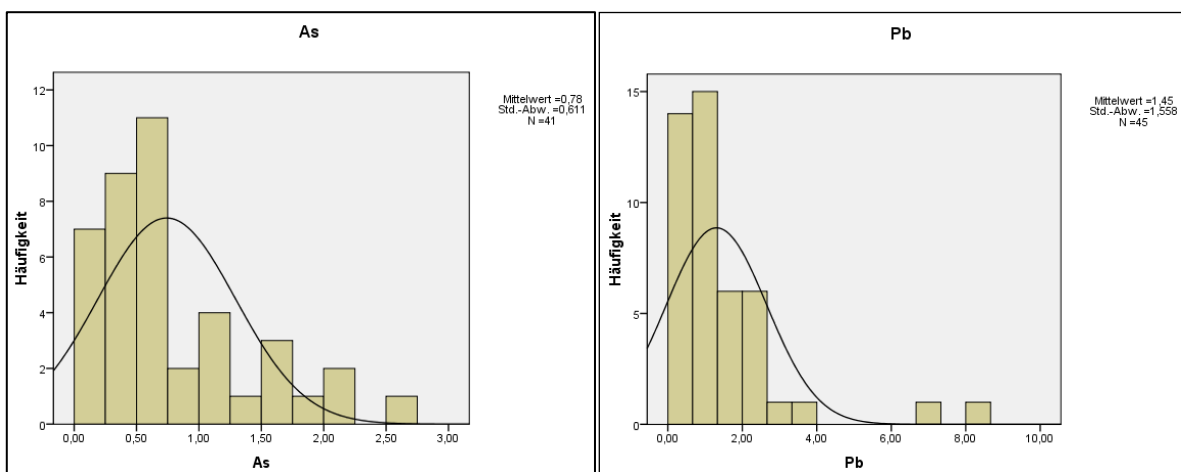 As
Mittelwert =0,78
Std.-Abw. =0,611
N =41
Häufigkeit
12
10
8
6
4
2
0
0,00 0,50 1,00 1,50 2,00 2,50 3,00
As
Pb
Mittelwert =1,45
Std.-Abw. =1,558
N =45
Häufigkeit
15
10
5
0
0,00 2,00 4,00 6,00 8,00 10,00
Pb